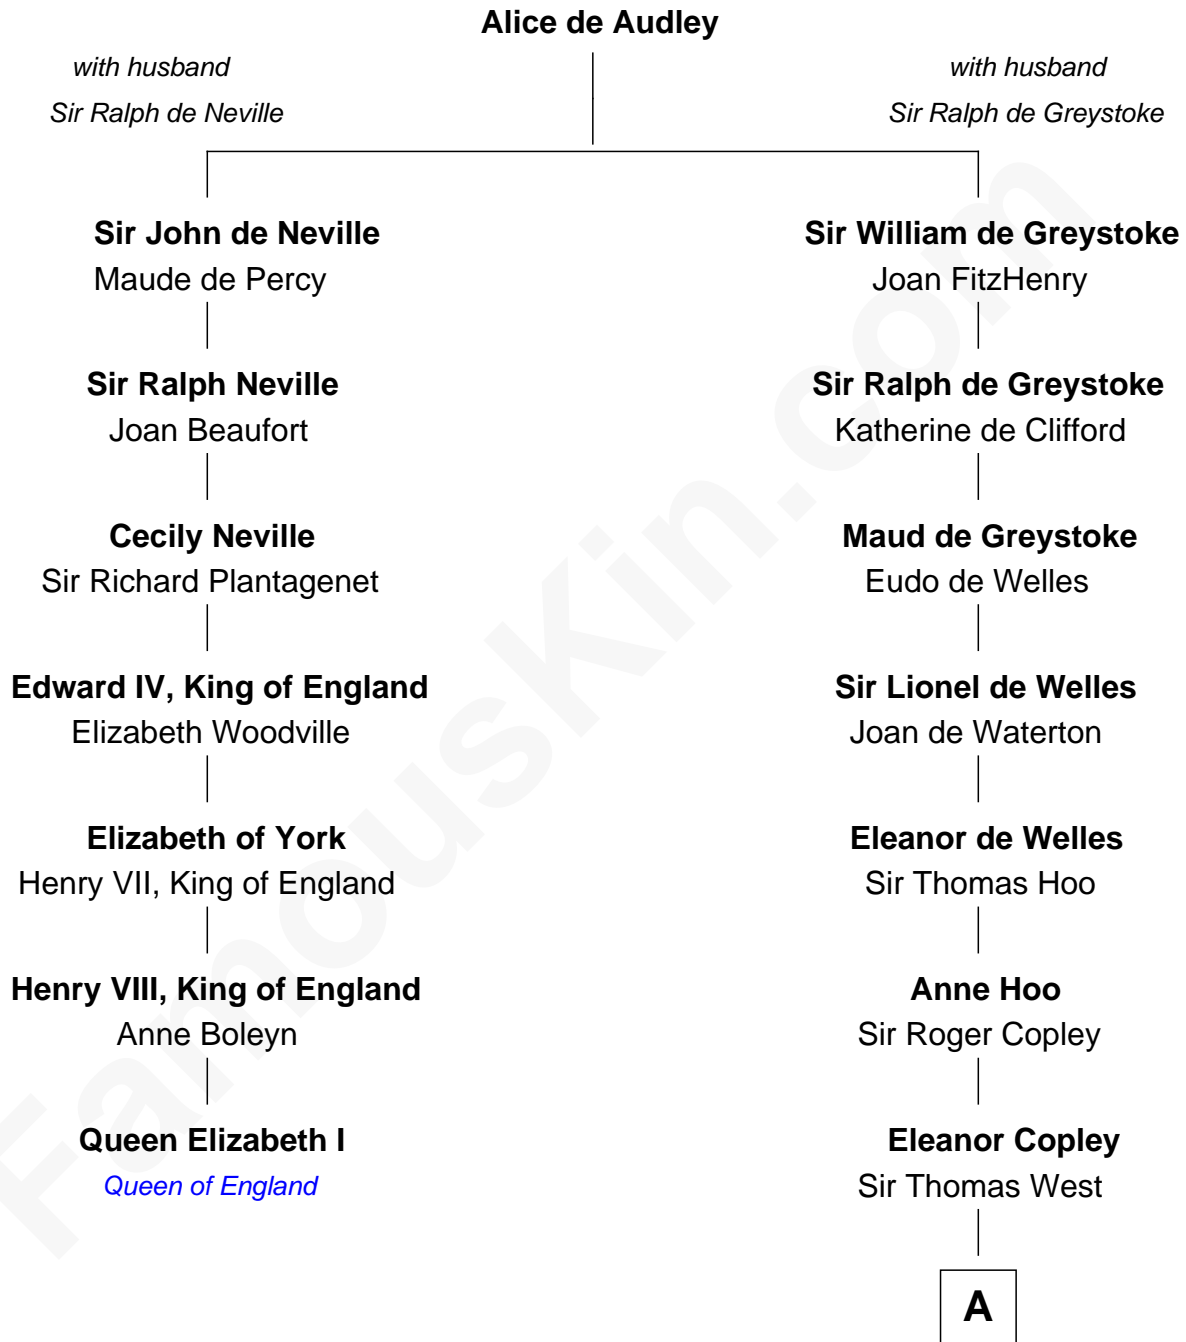 Alice de Audley
with husband
Sir Ralph de Neville
with husband
Sir Ralph de Greystoke
Sir John de Neville
Maude de Percy
Sir William de Greystoke
Joan FitzHenry
Sir Ralph Neville
Joan Beaufort
Sir Ralph de Greystoke
Katherine de Clifford
Cecily Neville
Sir Richard Plantagenet
Maud de Greystoke
Eudo de Welles
Edward IV, King of England
Elizabeth Woodville
Sir Lionel de Welles
Joan de Waterton
Elizabeth of York
Henry VII, King of England
Eleanor de Welles
Sir Thomas Hoo
Henry VIII, King of England
Anne Boleyn
Anne Hoo
Sir Roger Copley
Queen Elizabeth I
Queen of England
Eleanor Copley
Sir Thomas West
A
FamousKin.com